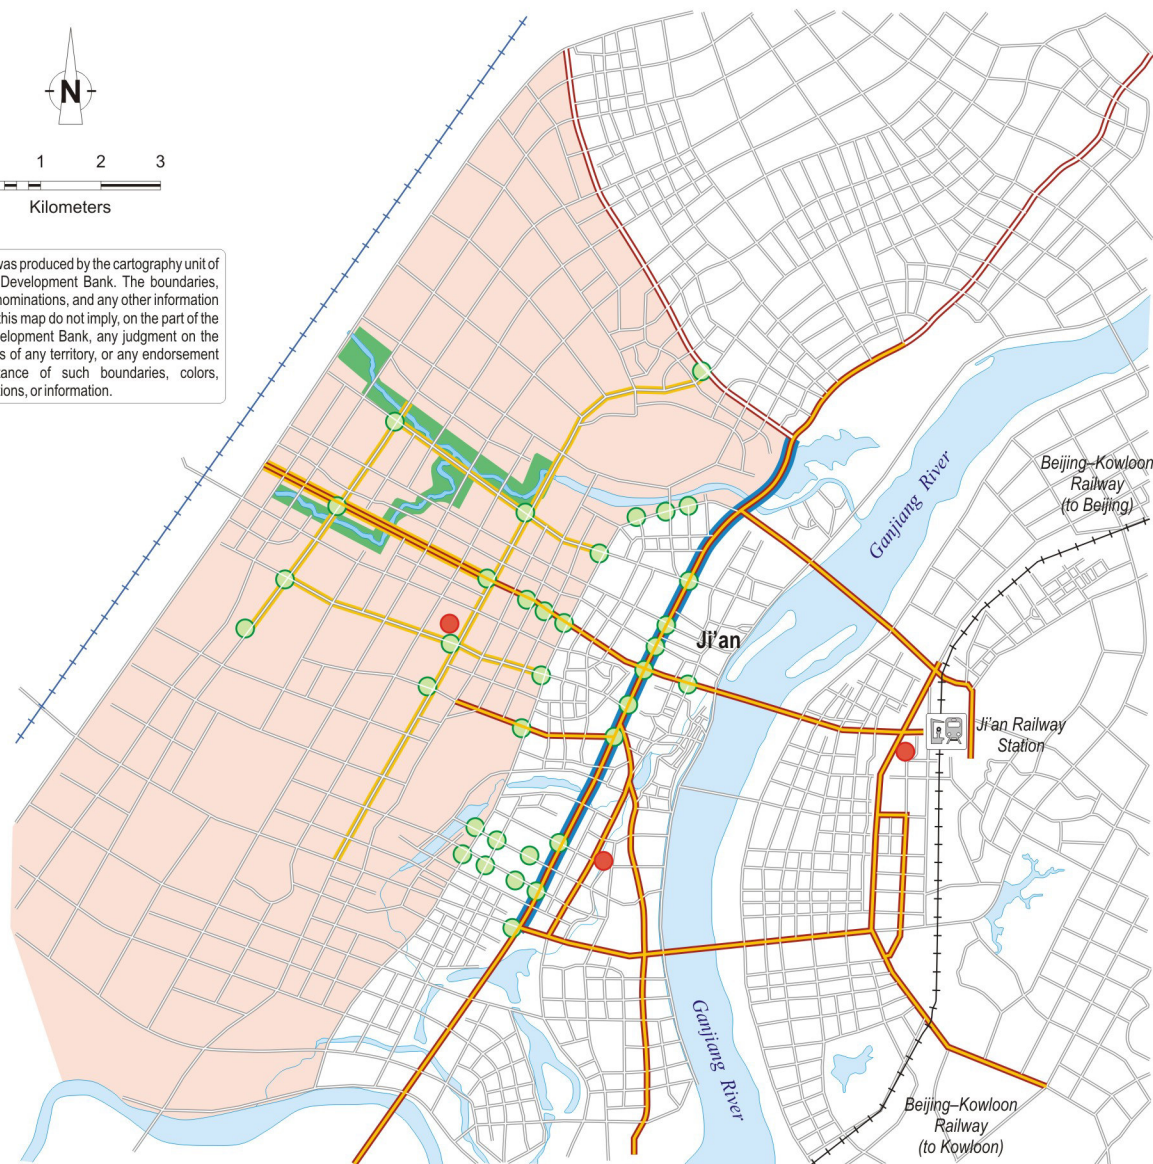 N
1 2 3
Kilometers
was produced by the cartography unit of
Development Bank. The boundaries,
nominations, and any other information
this map do not imply, on the part of the
elopment Bank, any judgment on the
s of any territory, or any endorsement
tance of such boundaries, colors,
tions, or information.
Beijing–Kowloon
Railway
(to Beijing)
Ganjiang River
Ji'an
Ji'an Railway
Station
Ganjiang River
Beijing–Kowloon
Railway
(to Kowloon)